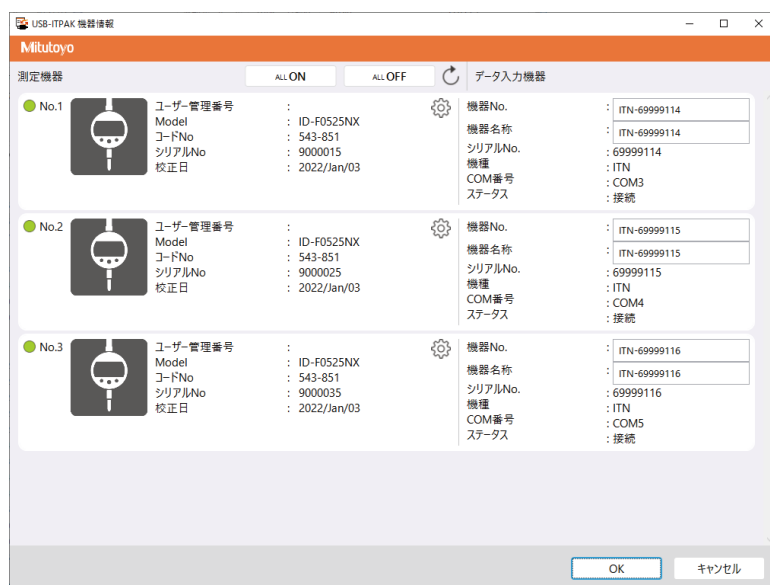 USB-ITPAK 機器情報
Mitutoyo
測定機器 ALL ON ALL OFF データ入力機器
No.1
ユーザー管理番号 :
Model : ID-F0525NX
コードNo : 543-851
シリアルNo : 9000015
校正日 : 2022/Jan/03
機器No. : ITN-69999114
機器名称 : ITN-69999114
シリアルNo. : 69999114
機種 : ITN
COM番号 : COM3
ステータス : 接続
No.2
ユーザー管理番号 :
Model : ID-F0525NX
コードNo : 543-851
シリアルNo : 9000025
校正日 : 2022/Jan/03
機器No. : ITN-69999115
機器名称 : ITN-69999115
シリアルNo. : 69999115
機種 : ITN
COM番号 : COM4
ステータス : 接続
No.3
ユーザー管理番号 :
Model : ID-F0525NX
コードNo : 543-851
シリアルNo : 9000035
校正日 : 2022/Jan/03
機器No. : ITN-69999116
機器名称 : ITN-69999116
シリアルNo. : 69999116
機種 : ITN
COM番号 : COM5
ステータス : 接続
OK キャンセル